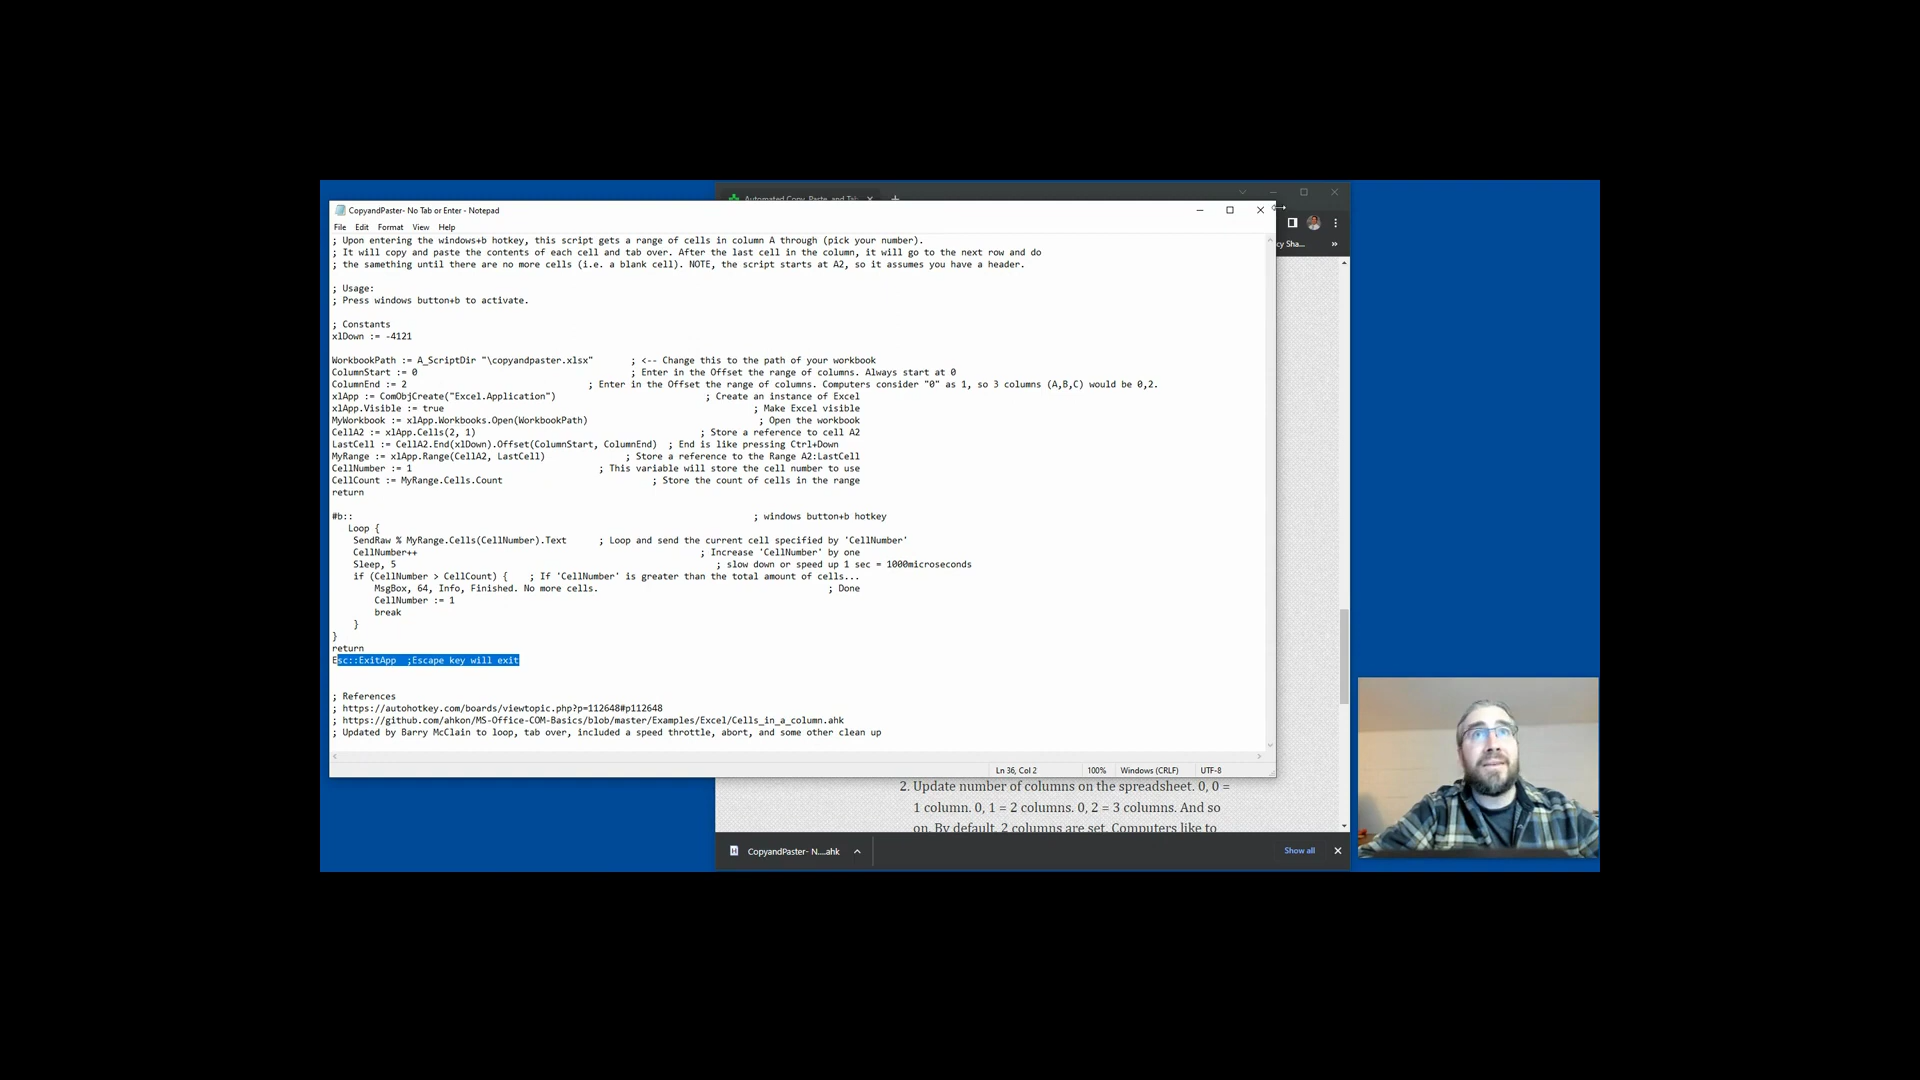 Automated Copy, Paste, and Tab
CopyandPaster- No Tab or Enter - Notepad
File Edit Format View Help
cy Sha...
; Upon entering the windows+b hotkey, this script gets a range of cells in column A through (pick your number).
; It will copy and paste the contents of each cell and tab over. After the last cell in the column, it will go to the next row and do
; the samething until there are no more cells (i.e. a blank cell). NOTE, the script starts at A2, so it assumes you have a header.
; Usage:
; Press windows button+b to activate.
; Constants
xlDown := -4121
WorkbookPath := A_ScriptDir "\copyandpaster.xlsx" ; <-- Change this to the path of your workbook
ColumnStart := 0 ; Enter in the Offset the range of columns. Always start at 0
ColumnEnd := 2 ; Enter in the Offset the range of columns. Computers consider "0" as 1, so 3 columns (A,B,C) would be 0,2.
xlApp := ComObjCreate("Excel.Application") ; Create an instance of Excel
xlApp.Visible := true ; Make Excel visible
MyWorkbook := xlApp.Workbooks.Open(WorkbookPath) ; Open the workbook
CellA2 := xlApp.Cells(2, 1) ; Store a reference to cell A2
LastCell := CellA2.End(xlDown).Offset(ColumnStart, ColumnEnd) ; End is like pressing Ctrl+Down
MyRange := xlApp.Range(CellA2, LastCell) ; Store a reference to the Range A2:LastCell
CellNumber := 1 ; This variable will store the cell number to use
CellCount := MyRange.Cells.Count ; Store the count of cells in the range
return
#b:: ; windows button+b hotkey
Loop {
SendRaw % MyRange.Cells(CellNumber).Text ; Loop and send the current cell specified by 'CellNumber'
CellNumber++ ; Increase 'CellNumber' by one
Sleep, 5 ; slow down or speed up 1 sec = 1000microseconds
if (CellNumber > CellCount) { ; If 'CellNumber' is greater than the total amount of cells...
MsgBox, 64, Info, Finished. No more cells. ; Done
CellNumber := 1
break
}
}
return
Esc::ExitApp ;Escape key will exit
; References
; https://autohotkey.com/boards/viewtopic.php?p=112648#p112648
; https://github.com/ahkon/MS-Office-COM-Basics/blob/master/Examples/Excel/Cells_in_a_column.ahk
; Updated by Barry McClain to loop, tab over, included a speed throttle, abort, and some other clean up
Ln 36, Col 2 100% Windows (CRLF) UTF-8
2. Update number of columns on the spreadsheet. 0, 0 =
1 column. 0, 1 = 2 columns. 0, 2 = 3 columns. And so
on. By default, 2 columns are set. Computers like to
CopyandPaster- N....ahk Show all